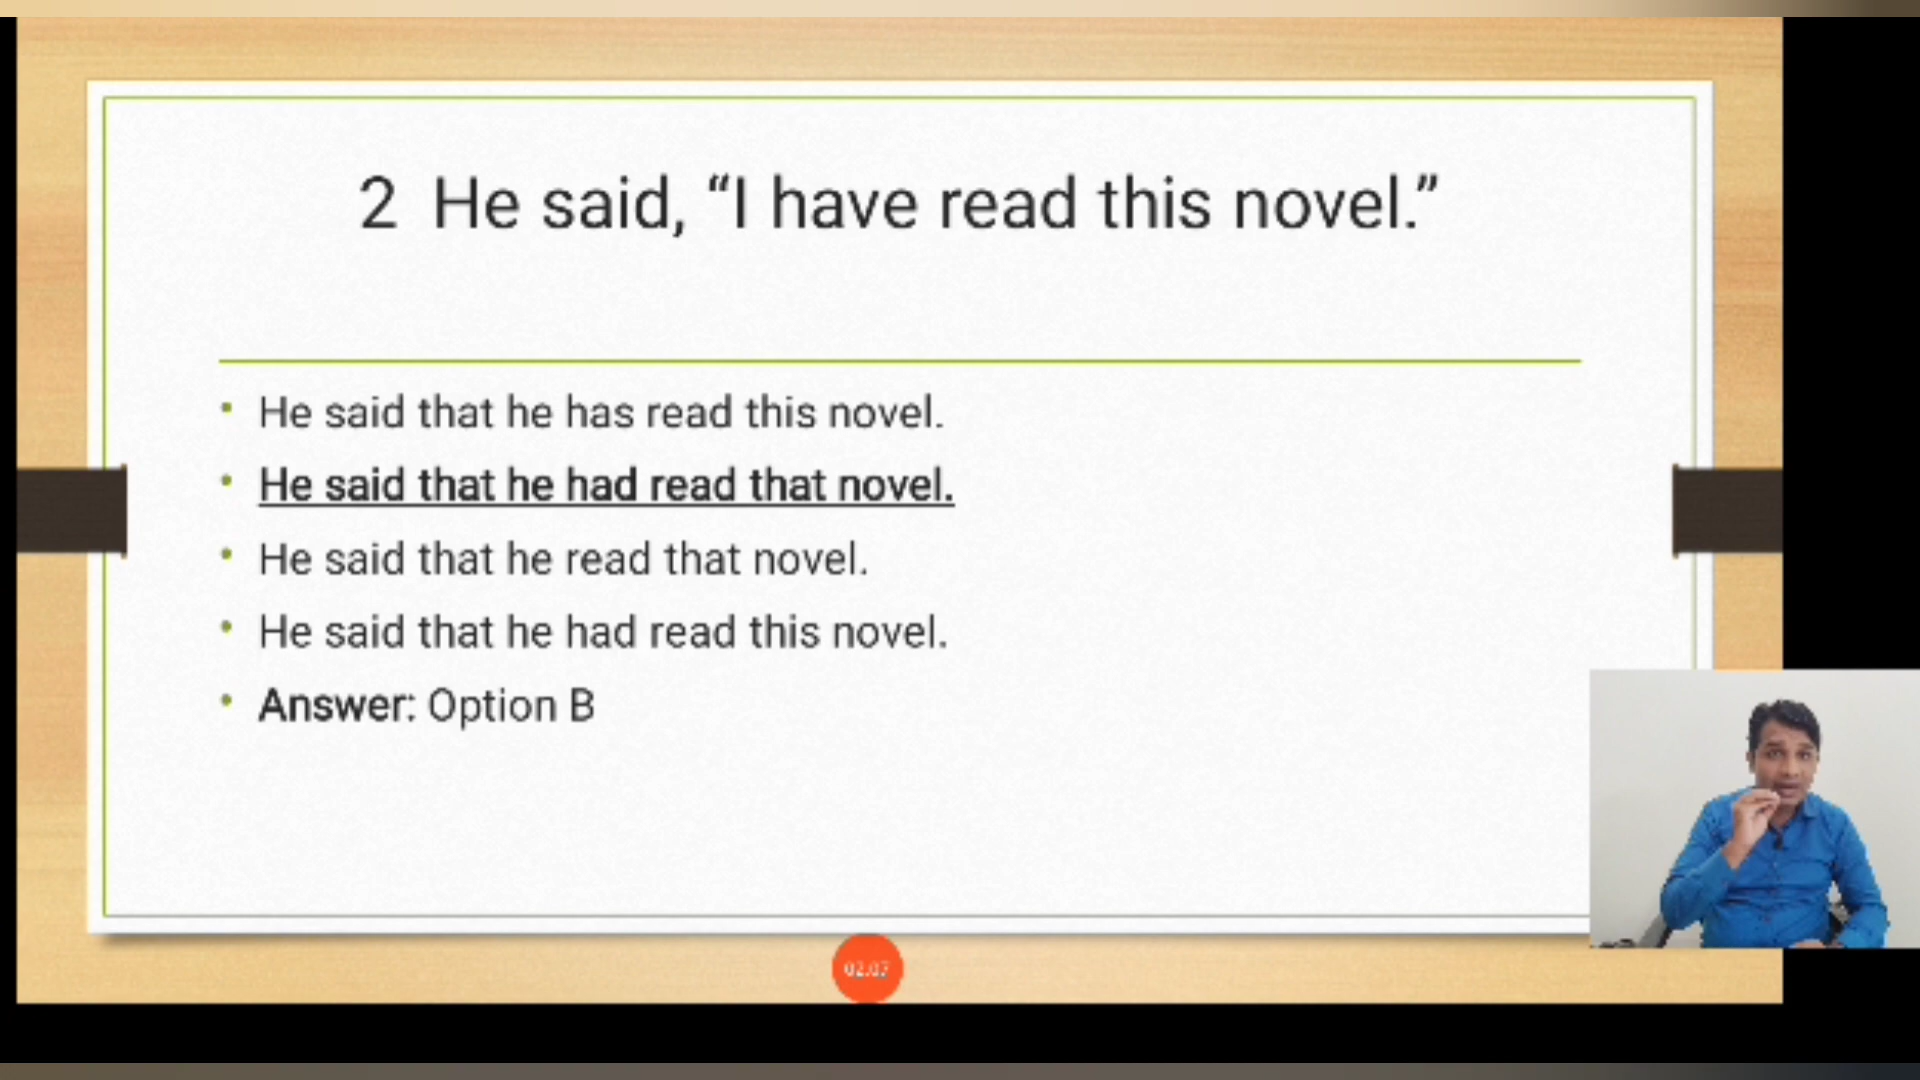 2 He said, “I have read this novel.”
He said that he has read this novel.
He said that he had read that novel.
He said that he read that novel.
He said that he had read this novel.
Answer: Option B
02:07